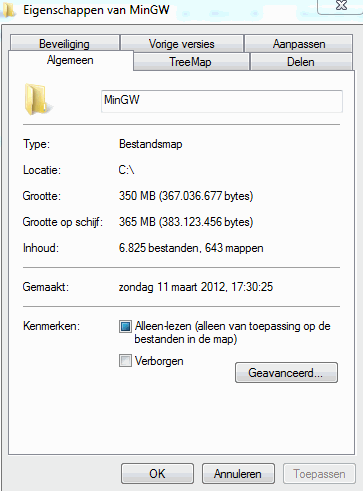 Eigenschappen van MinGW
Beveiliging Vorige versies Aanpassen
Algemeen TreeMap Delen
MinGW
Type: Bestandsmap
Locatie: C:\
Grootte: 350 MB (367.036.677 bytes)
Grootte op schijf: 365 MB (383.123.456 bytes)
Inhoud: 6.825 bestanden, 643 mappen
Gemaakt: zondag 11 maart 2012, 17:30:25
Kenmerken: Alleen-lezen (alleen van toepassing op de
bestanden in de map)
Verborgen
Geavanceerd...
OK Annuleren Toepassen